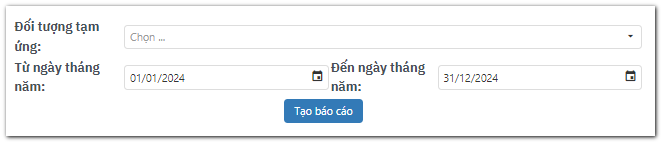 Đối tượng tạm
ứng:
Chọn ...
Từ ngày tháng
năm:
01/01/2024
Đến ngày tháng
năm:
31/12/2024
Tạo báo cáo